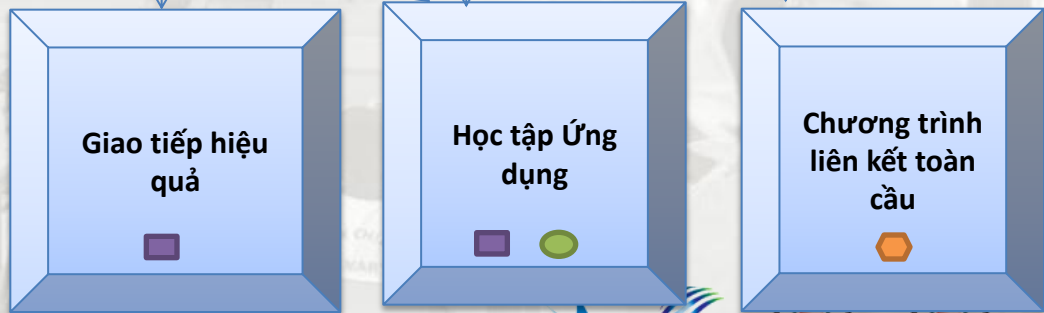 Giao tiếp hiệu
quả
Học tập Ứng
dụng
Chương trình
liên kết toàn
cầu